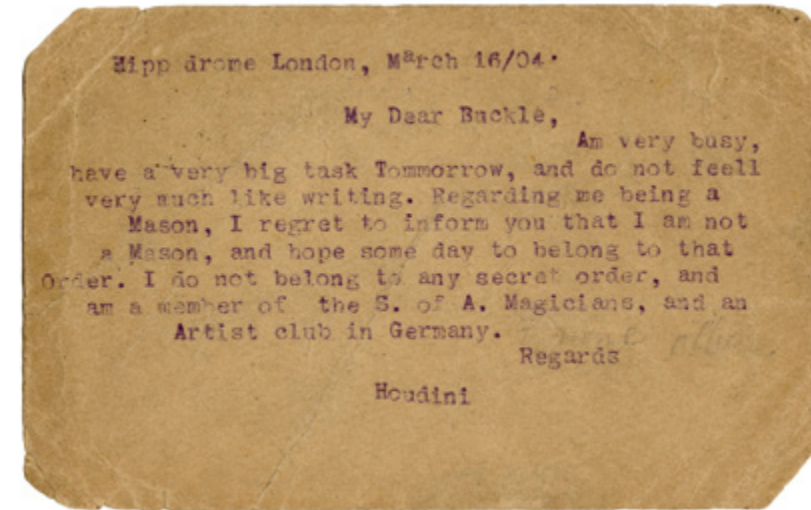 Hipp drome London, March 16/04.
My Dear Buckle,
Am very busy,
have a very big task Tommorrow, and do not feell
very much like writing. Regarding me being a
Mason, I regret to inform you that I am not
a Mason, and hope some day to belong to that
Order. I do not belong to any secret order, and
am a member of the S. of A. Magicians, and an
Artist club in Germany.
Regards
Houdini